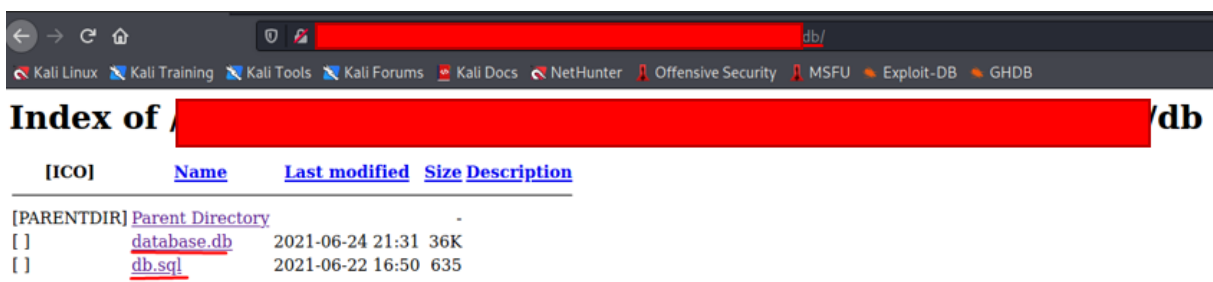 db/
Kali Linux Kali Training Kali Tools Kali Forums Kali Docs NetHunter Offensive Security MSFU Exploit-DB GHDB
Index of / /db
[ICO] Name Last modified Size Description
[PARENTDIR] Parent Directory -
[ ] database.db 2021-06-24 21:31 36K
[ ] db.sql 2021-06-22 16:50 635